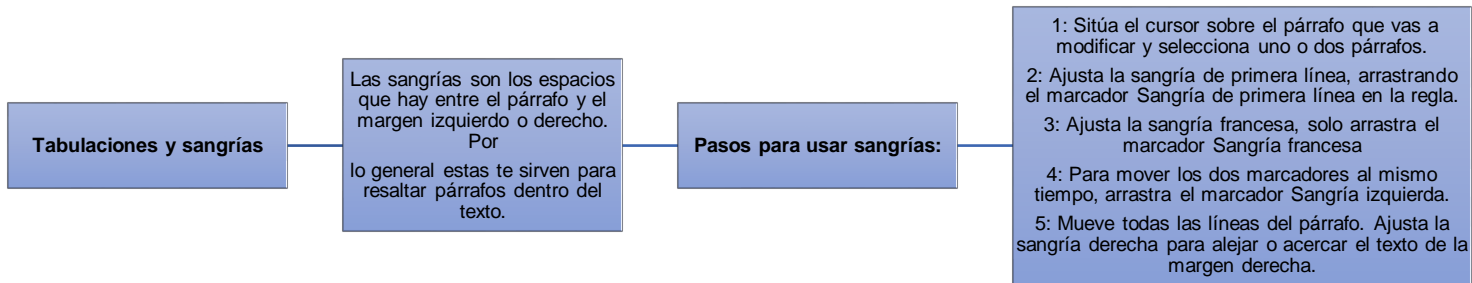 Tabulaciones y sangrías
Las sangrías son los espacios
que hay entre el párrafo y el
margen izquierdo o derecho.
Por
lo general estas te sirven para
resaltar párrafos dentro del
texto.
Pasos para usar sangrías:
1: Sitúa el cursor sobre el párrafo que vas a
modificar y selecciona uno o dos párrafos.
2: Ajusta la sangría de primera línea, arrastrando
el marcador Sangría de primera línea en la regla.
3: Ajusta la sangría francesa, solo arrastra el
marcador Sangría francesa
4: Para mover los dos marcadores al mismo
tiempo, arrastra el marcador Sangría izquierda.
5: Mueve todas las líneas del párrafo. Ajusta la
sangría derecha para alejar o acercar el texto de la
margen derecha.